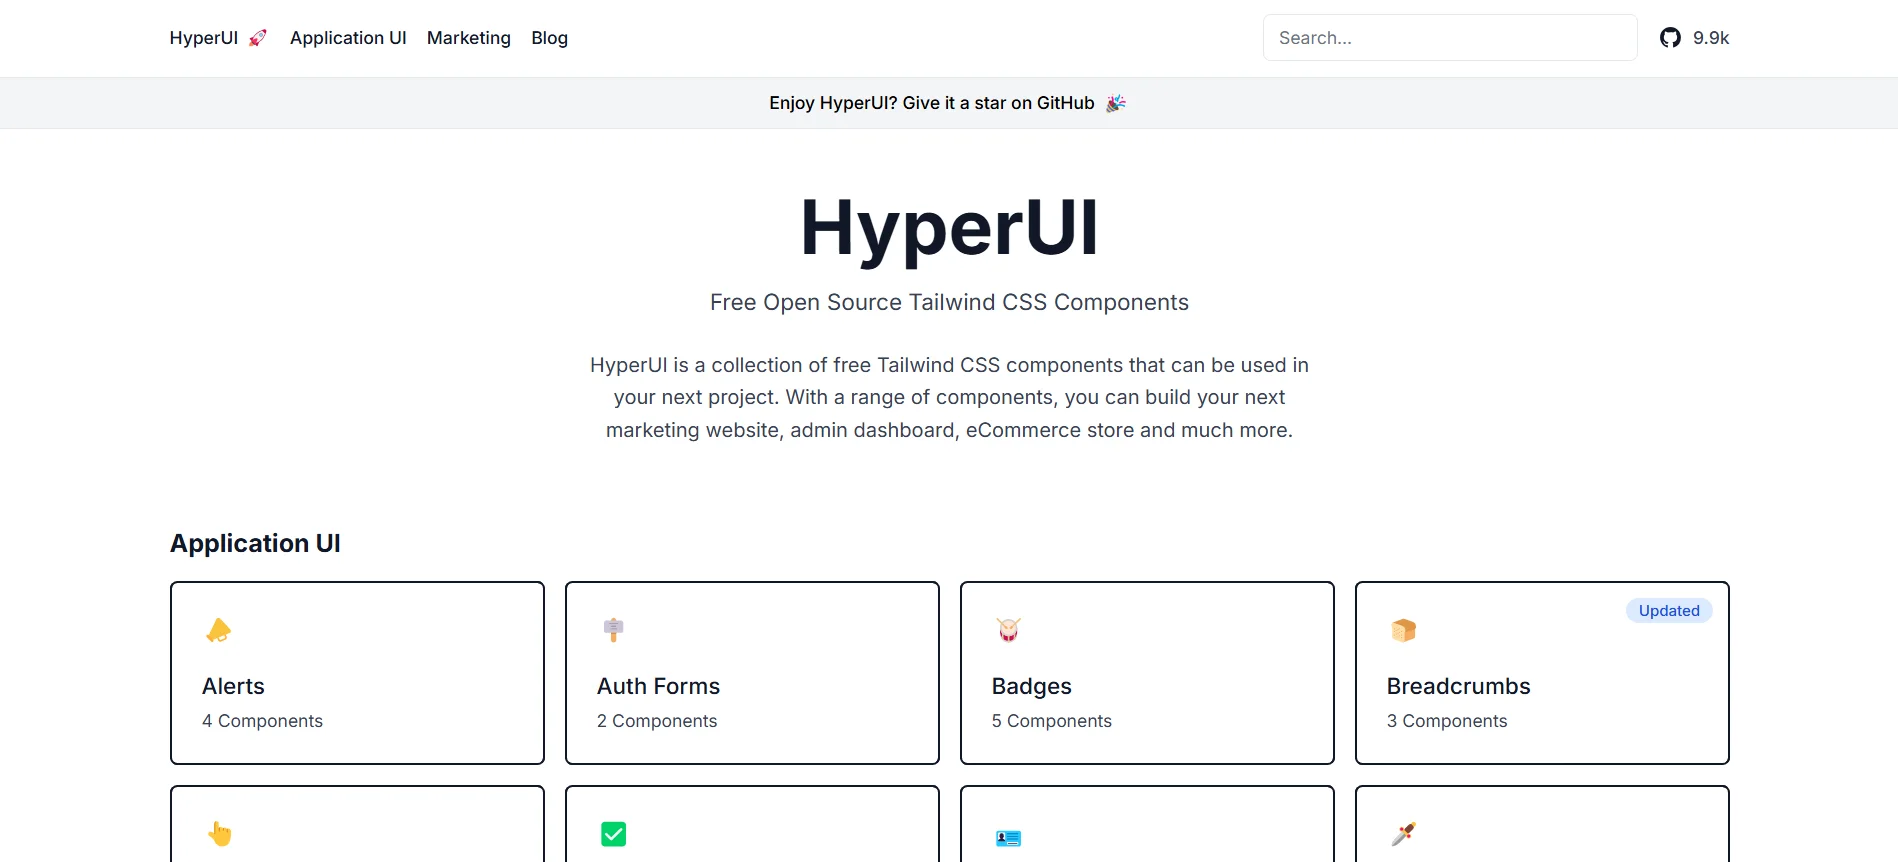 HyperUI 🚀 Application UI Marketing Blog
Search...
9.9k
Enjoy HyperUI? Give it a star on GitHub 🎉
HyperUI
Free Open Source Tailwind CSS Components
HyperUI is a collection of free Tailwind CSS components that can be used in
your next project. With a range of components, you can build your next
marketing website, admin dashboard, eCommerce store and much more.
Application UI
Alerts
4 Components
Auth Forms
2 Components
Badges
5 Components
Updated
Breadcrumbs
3 Components